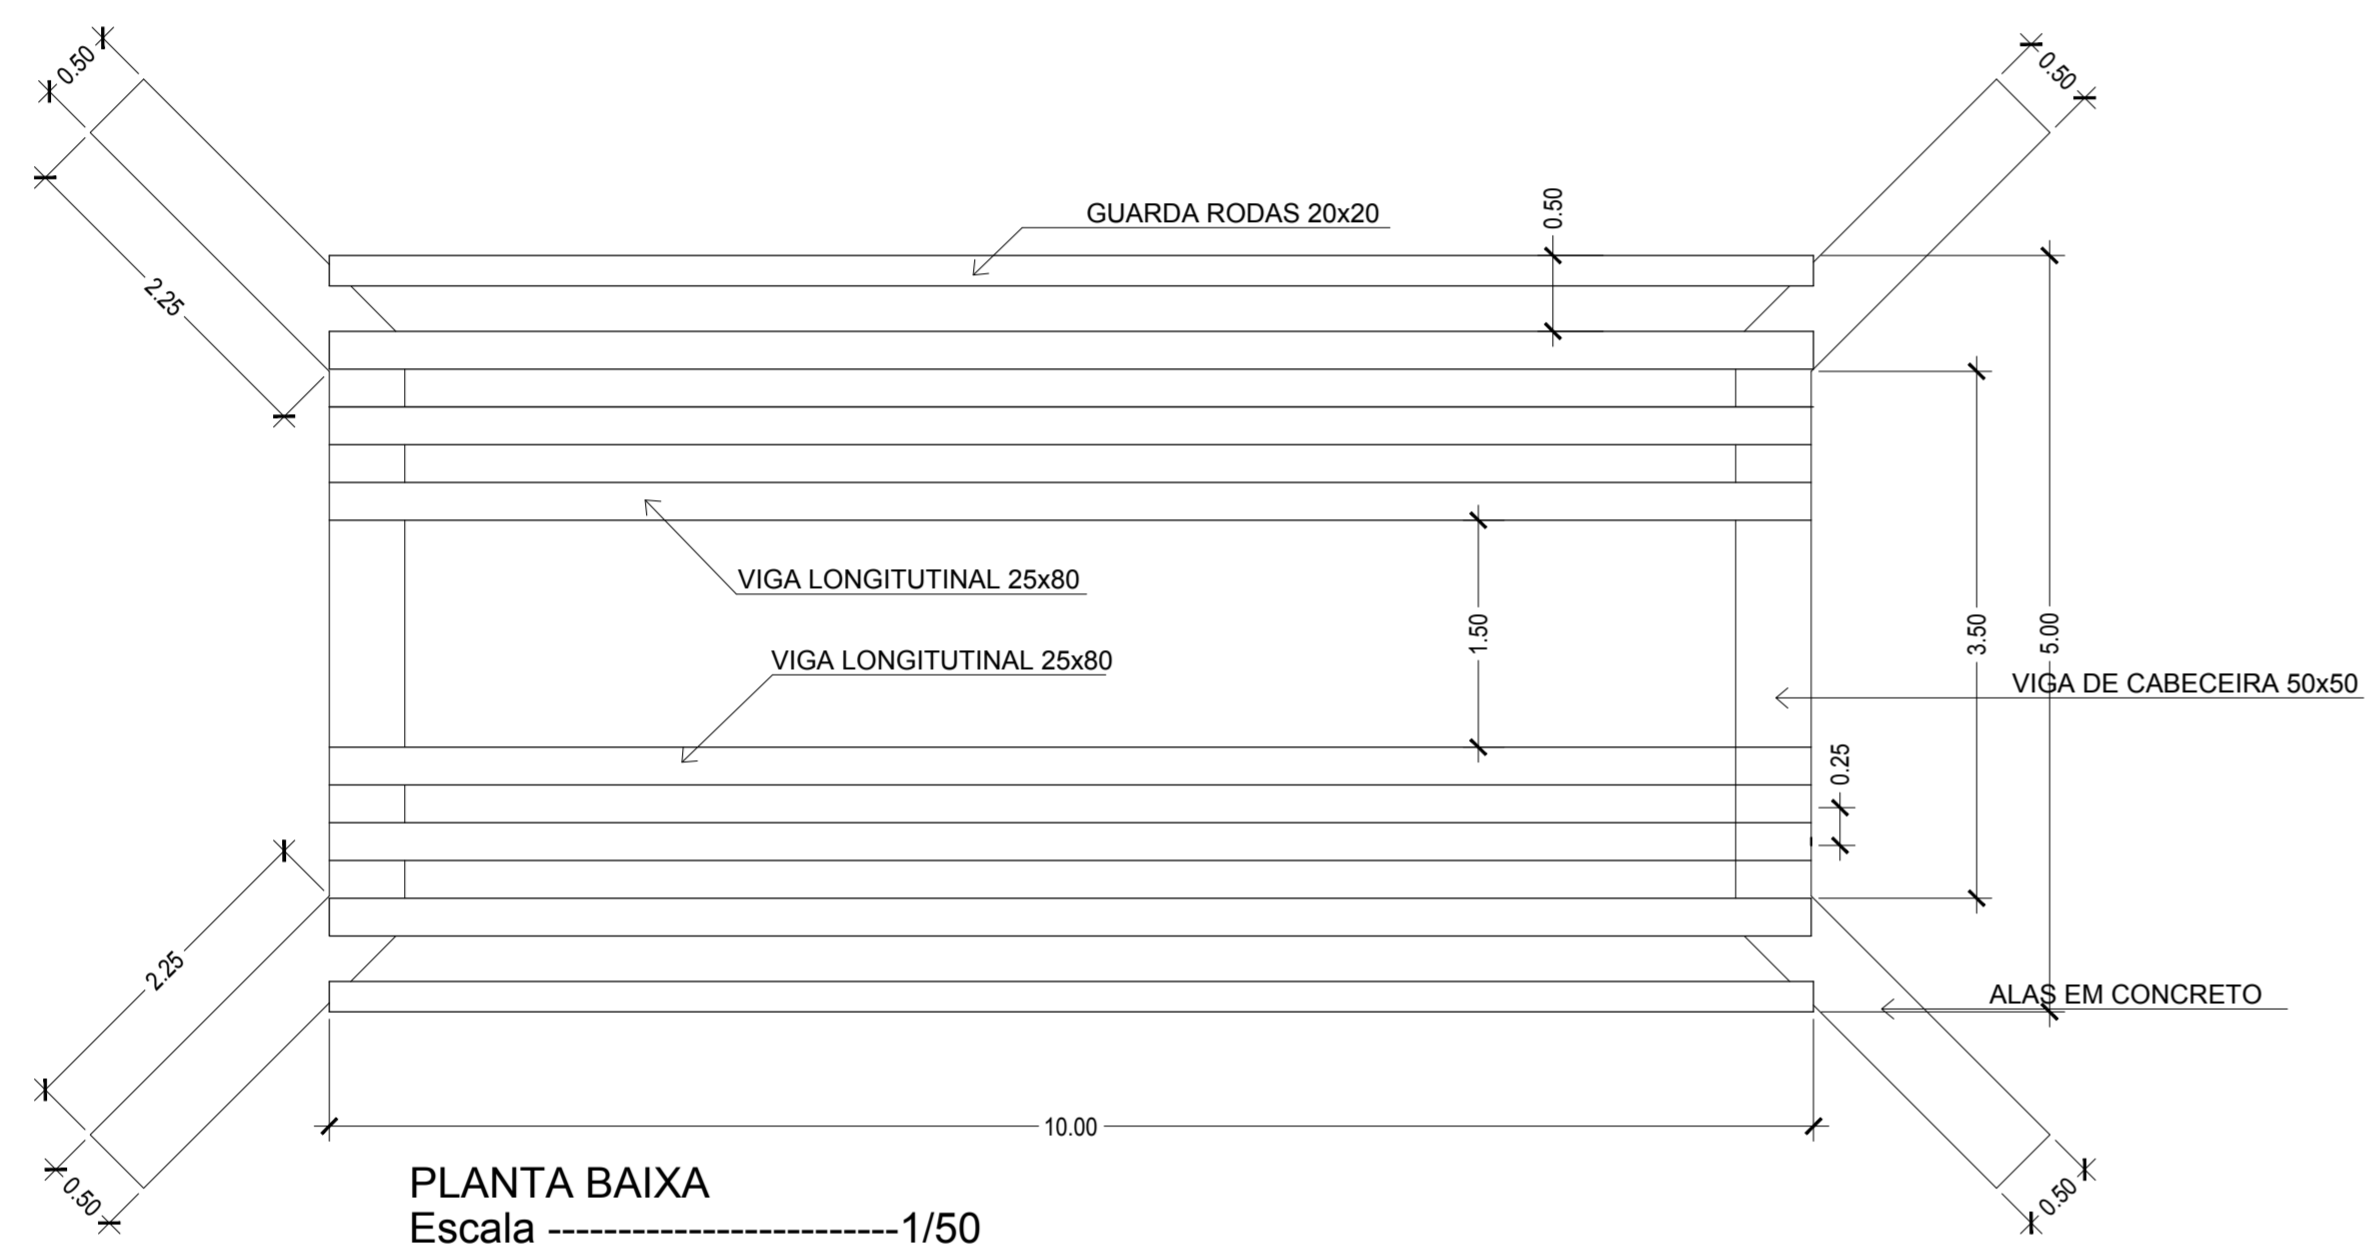 0.50
0.50
2.25
GUARDA RODAS 20x20
0.50
VIGA LONGITUTINAL 25x80
1.50
3.50
5.00
VIGA LONGITUTINAL 25x80
VIGA DE CABECEIRA 50x50
0.25
2.25
ALAS EM CONCRETO
10.00
0.50
0.50
PLANTA BAIXA
Escala -------------------------1/50